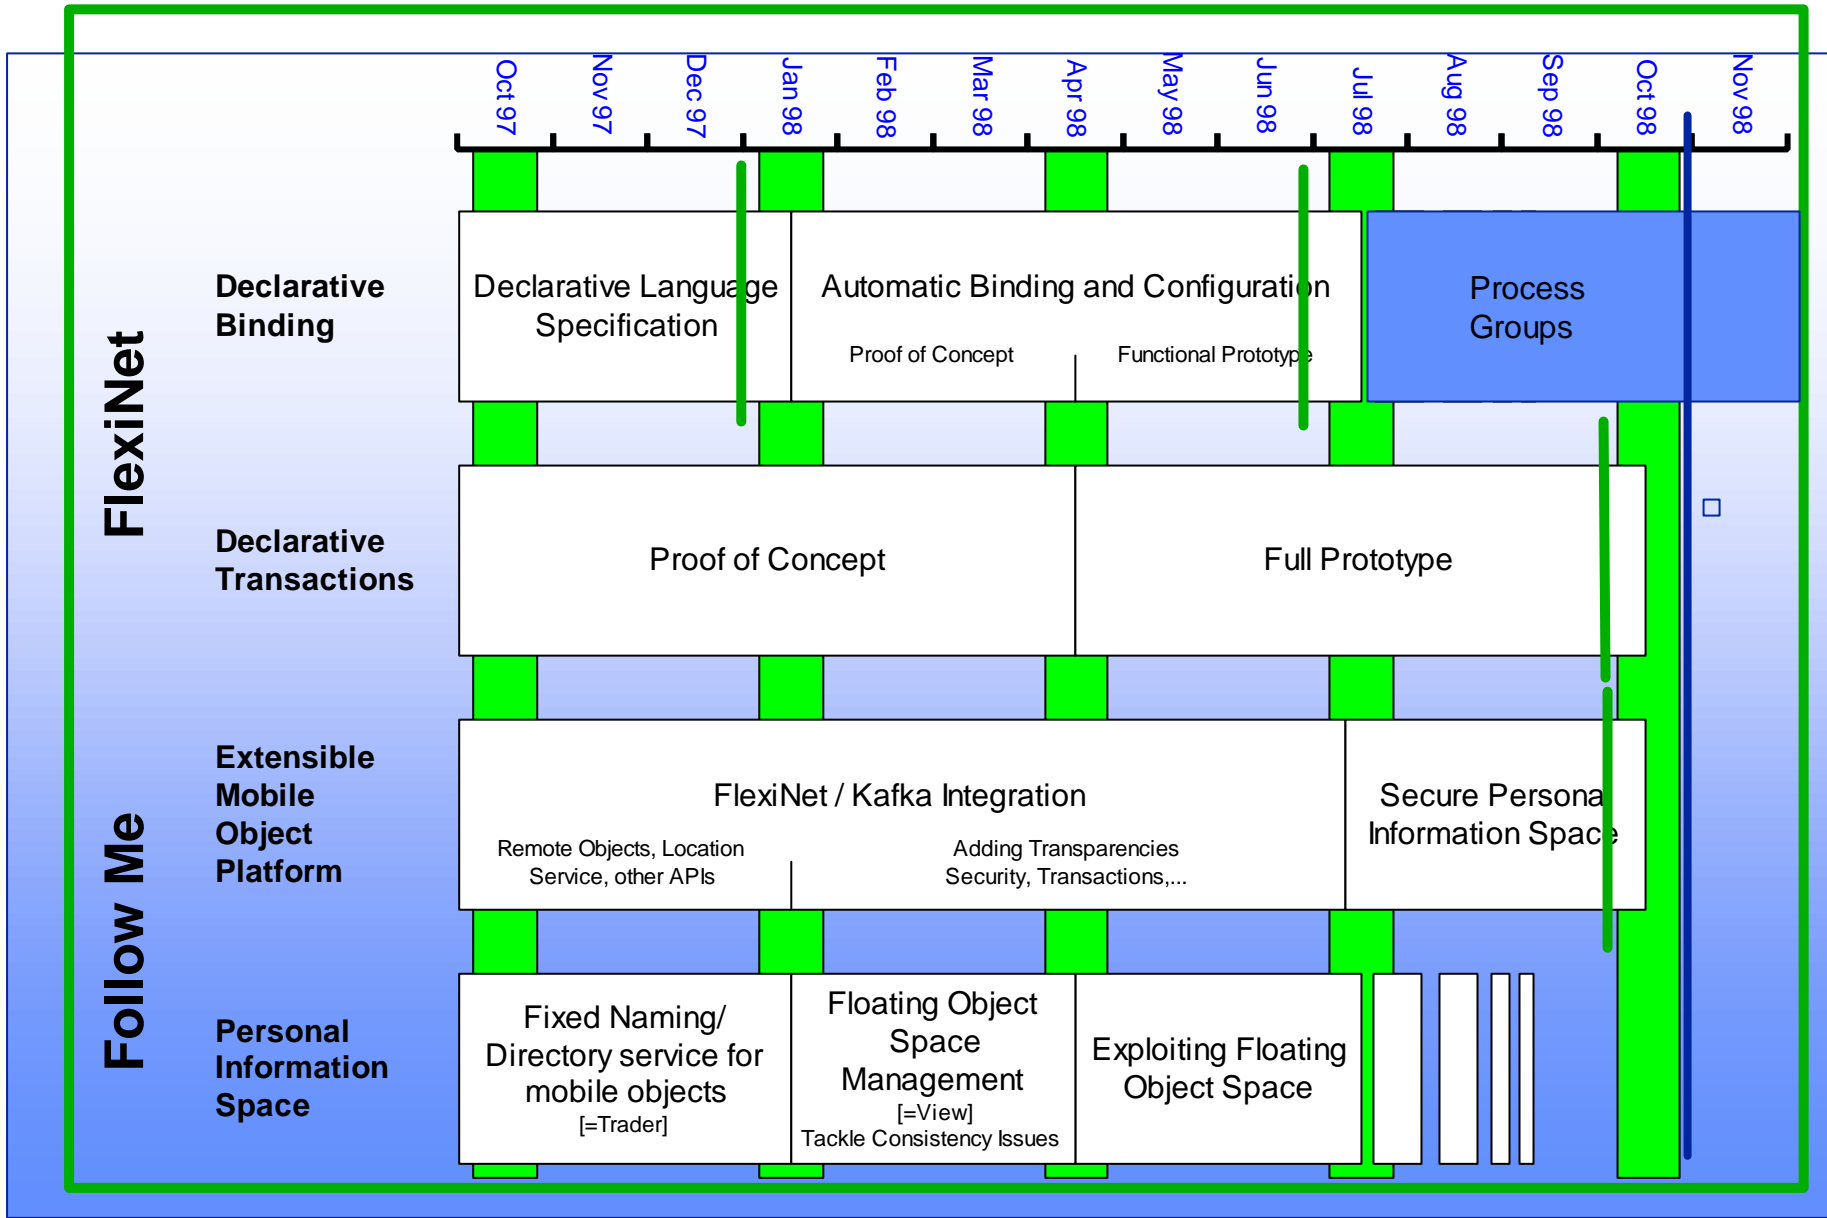 Oct 97
Nov 97
Dec 97
Jan 98
Feb 98
Mar 98
Apr 98
May 98
Jun 98
Jul 98
Aug 98
Sep 98
Oct 98
Nov 98
FlexiNet
Declarative
Binding
Declarative Language
Specification
Automatic Binding and Configuration
Proof of Concept
Functional Prototype
Process
Groups
Declarative
Transactions
Proof of Concept
Full Prototype
Follow Me
Extensible
Mobile
Object
Platform
FlexiNet / Kafka Integration
Remote Objects, Location
Service, other APIs
Adding Transparencies
Security, Transactions,...
Secure Personal
Information Space
Personal
Information
Space
Fixed Naming/
Directory service for
mobile objects
[=Trader]
Floating Object
Space
Management
[=View]
Tackle Consistency Issues
Exploiting Floating
Object Space